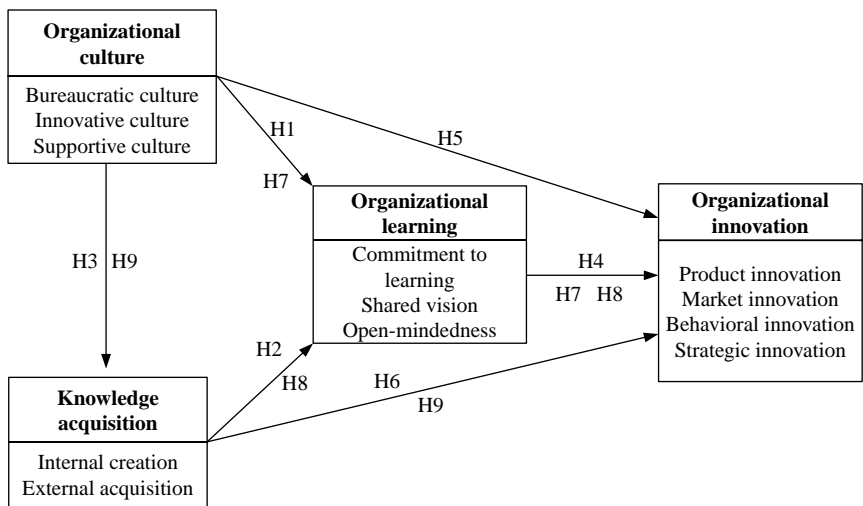 Organizational
culture
Bureaucratic culture
Innovative culture
Supportive culture
H1
H5
H7
H3 H9
Organizational
learning
Commitment to
learning
Shared vision
Open-mindedness
H4
H7 H8
Organizational
innovation
Product innovation
Market innovation
Behavioral innovation
Strategic innovation
H2
H8
H6
H9
Knowledge
acquisition
Internal creation
External acquisition